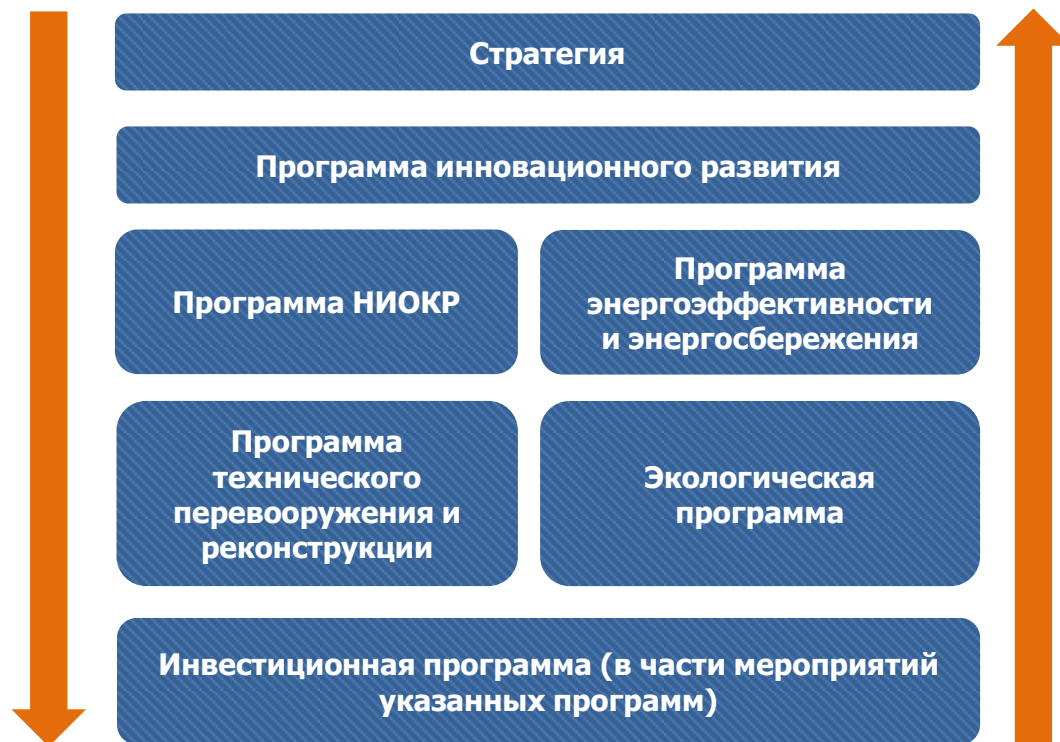 Стратегия
Программа инновационного развития
Программа НИОКР
Программа
энергоэффективности
и энергосбережения
Программа
технического
перевооружения и
реконструкции
Экологическая
программа
Инвестиционная программа (в части мероприятий
указанных программ)